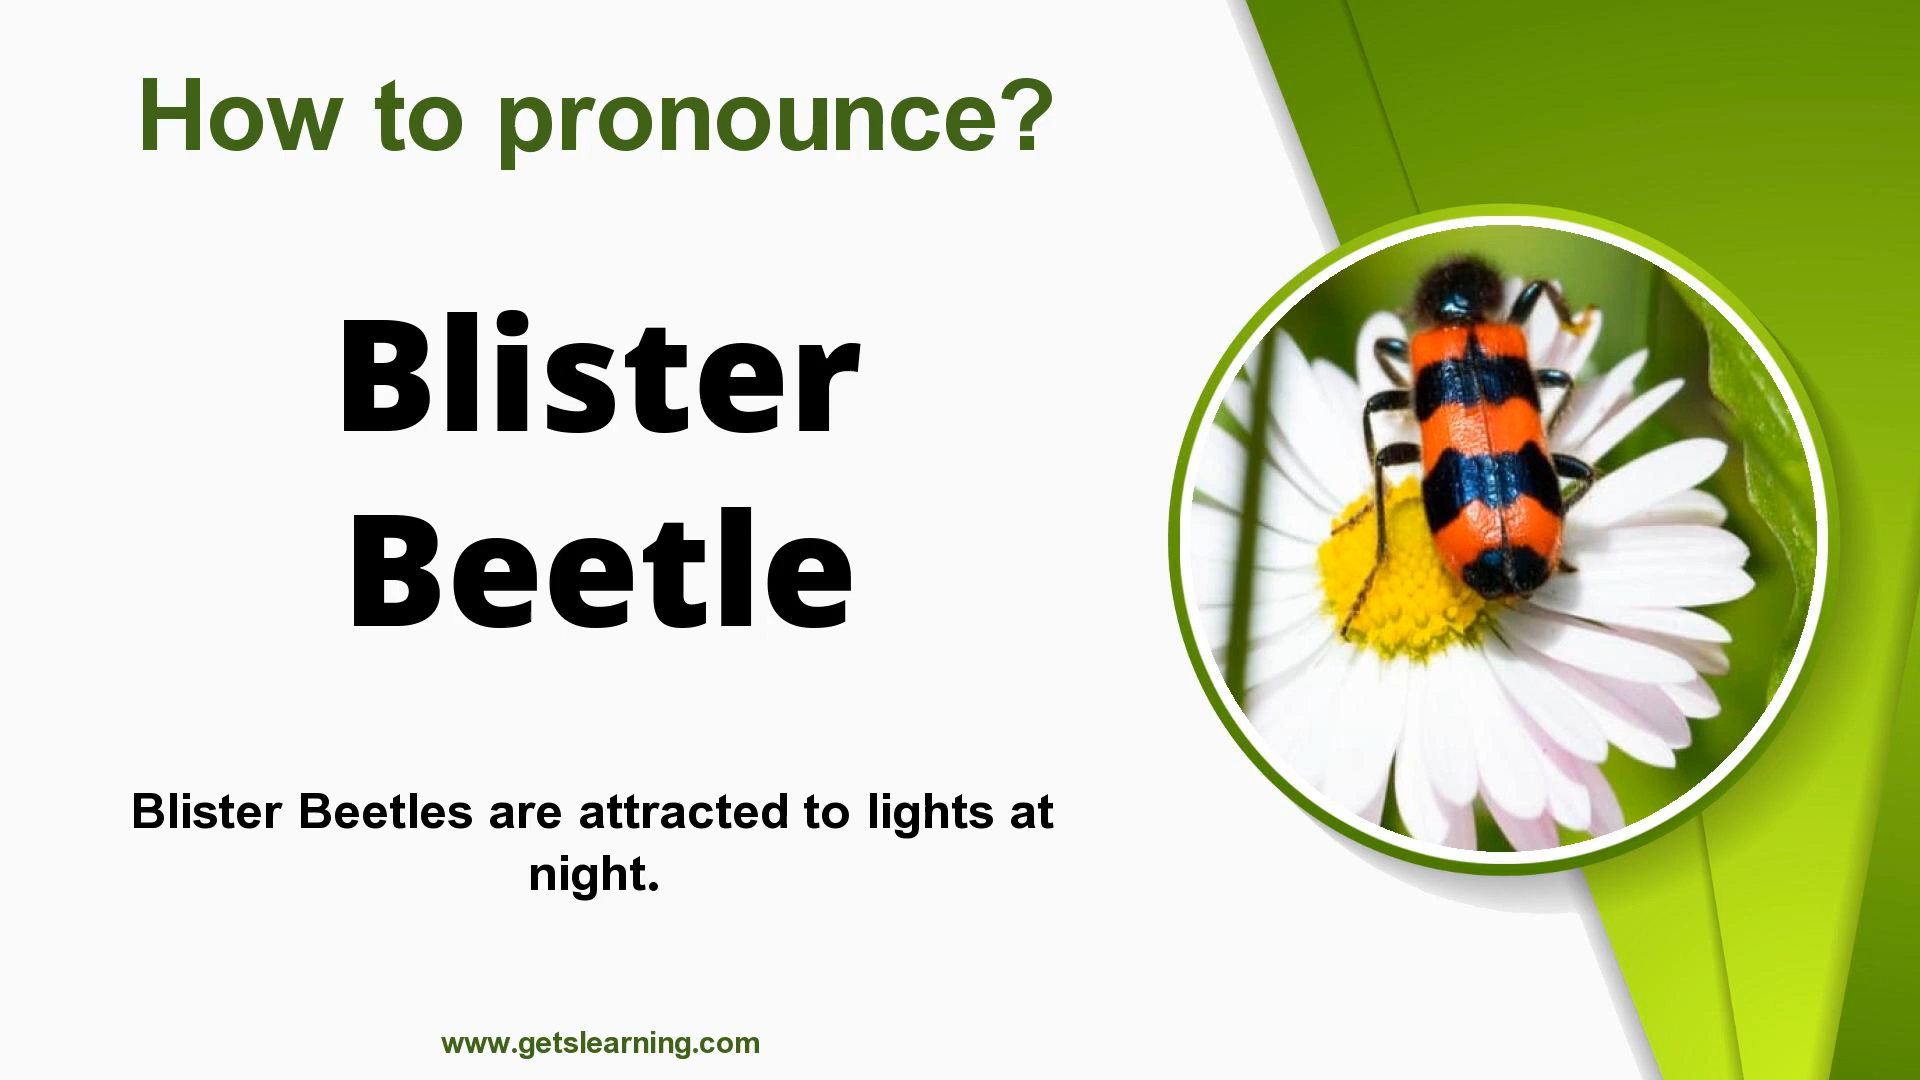 How to pronounce?
Blister
Beetle
Blister Beetles are attracted to lights at
night.
www.getslearning.com